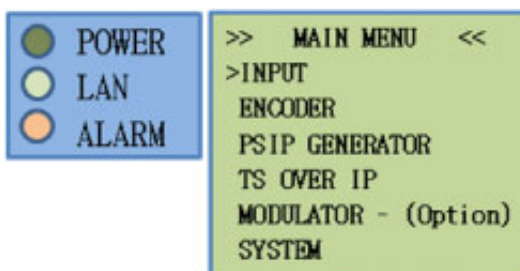 POWER
LAN
ALARM
>> MAIN MENU <<
>INPUT
ENCODER
PSIP GENERATOR
TS OVER IP
MODULATOR - (Option)
SYSTEM